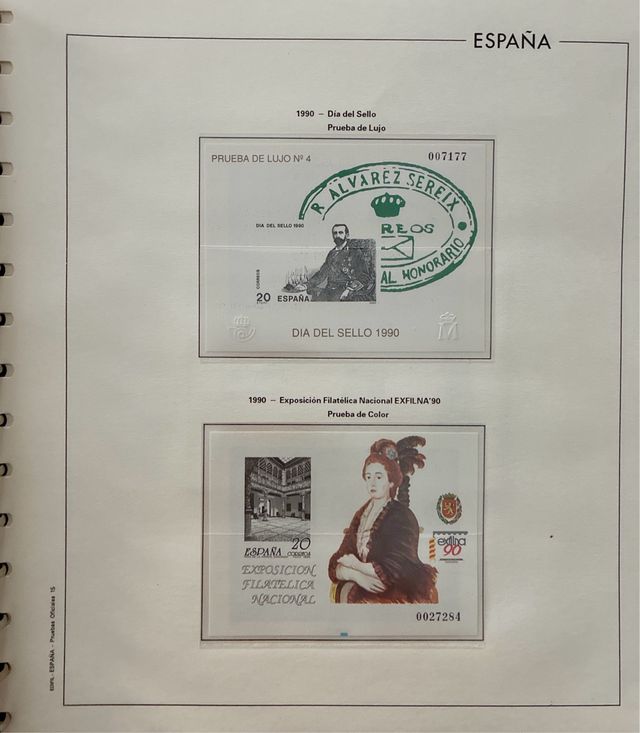 ESPAÑA
1990 – Día del Sello
Prueba de Lujo
PRUEBA DE LUJO Nº 4
007177
R ALVAREZ SEREIX
REOS
AL HONORARIO
DIA DEL SELLO 1990
CORREOS
20
ESPAÑA
DIA DEL SELLO 1990
M
1990 – Exposición Filatélica Nacional EXFILNA'90
Prueba de Color
20
ESPAÑA
CORREOS
EXPOSICION
FILATELICA
NACIONAL
exfilna
90
0027284
EDIFIL - ESPAÑA - Pruebas Oficiales 15